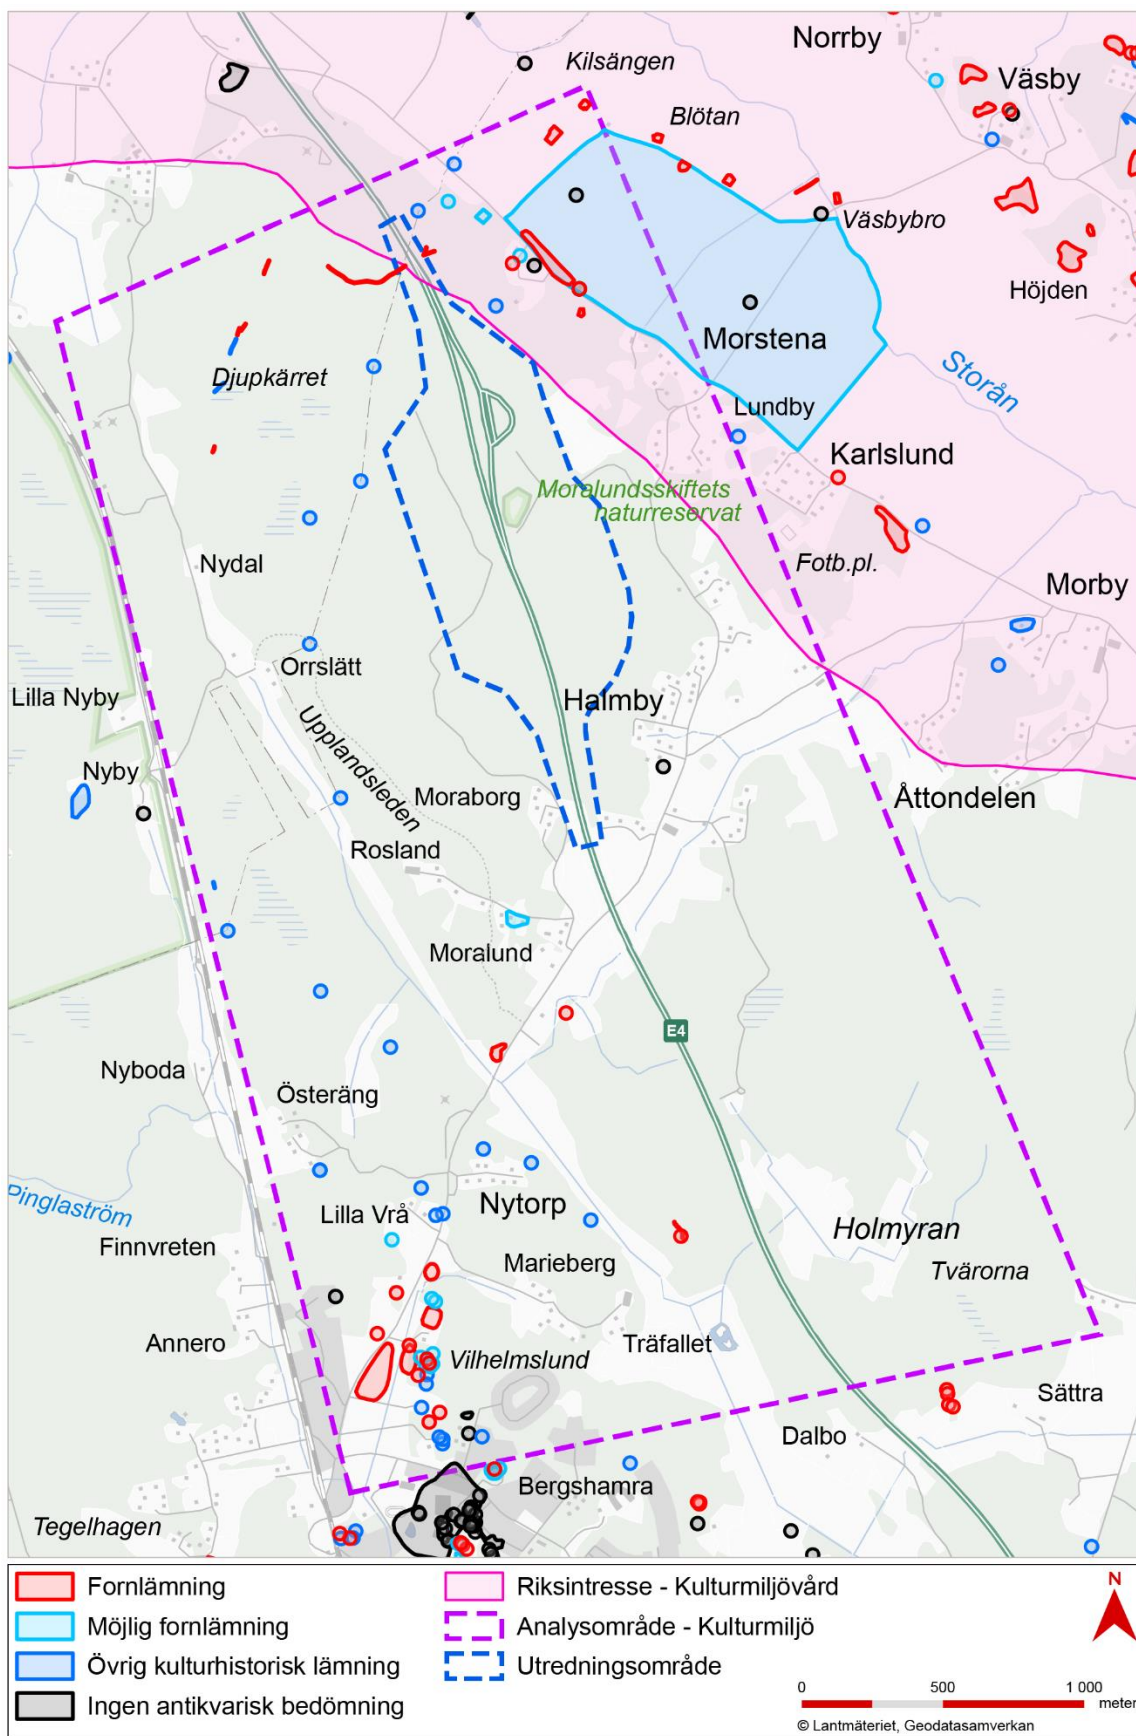 Norrby
Kilsängen
Väsby
Blötan
Väsbybro
Höjden
Morstena
Djupkärret
Storån
Lundby
Karlslund
Moralundsskiftets
naturreservat
Nydal
Fotb.pl.
Morby
Orrslätt
Lilla Nyby
Halmby
Upplandsleden
Nyby
Moraborg
Åttondelen
Rosland
Moralund
E4
Nyboda
Österäng
Pinglaström
Lilla Vrå
Nytorp
Holmyran
Finnvreten
Marieberg
Tvärorna
Annero
Träfallet
Vilhelmslund
Sättra
Dalbo
Bergshamra
Tegelhagen
Fornlämning
Möjlig fornlämning
Övrig kulturhistorisk lämning
Ingen antikvarisk bedömning
Riksintresse - Kulturmiljövård
Analysområde - Kulturmiljö
Utredningsområde
N
0 500 1 000
meter
© Lantmäteriet, Geodatasamverkan